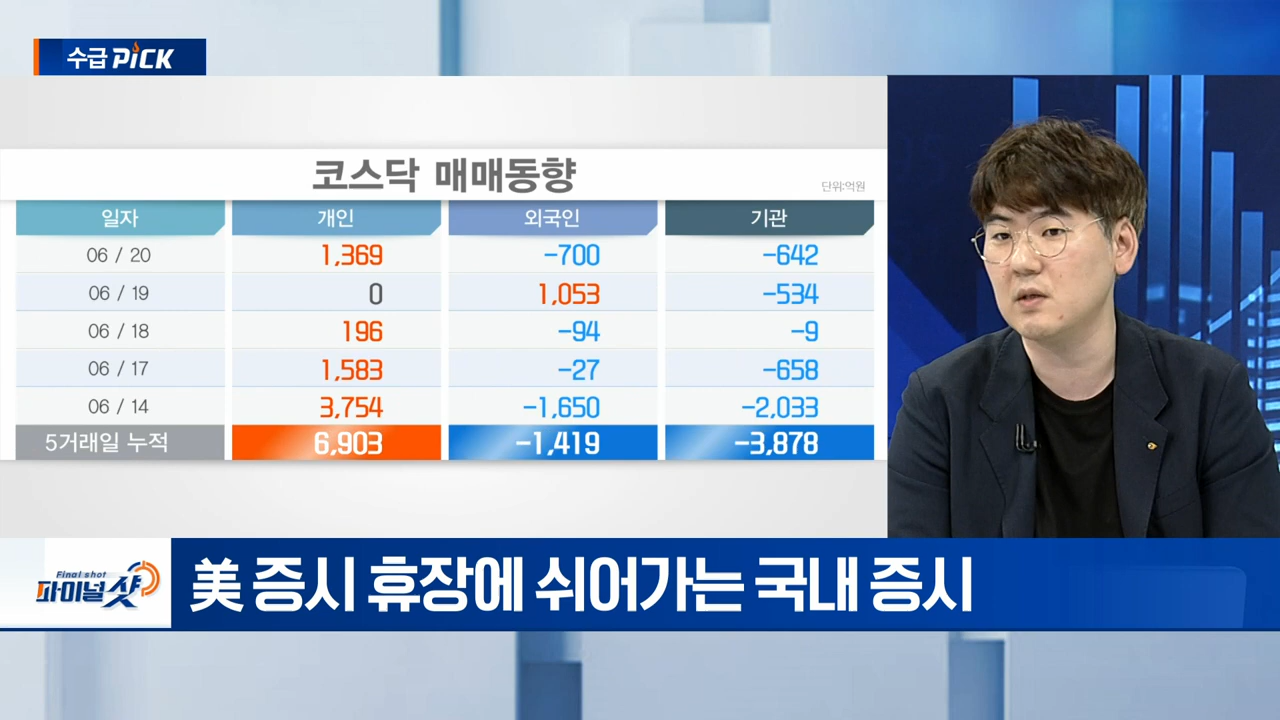 수급 PiCK
코스닥 매매동향
단위:억원
일자 개인 외국인 기관
06 / 20 1,369 -700 -642
06 / 19 0 1,053 -534
06 / 18 196 -94 -9
06 / 17 1,583 -27 -658
06 / 14 3,754 -1,650 -2,033
5거래일 누적 6,903 -1,419 -3,878
Final shot
파이널샷
美 증시 휴장에 쉬어가는 국내 증시